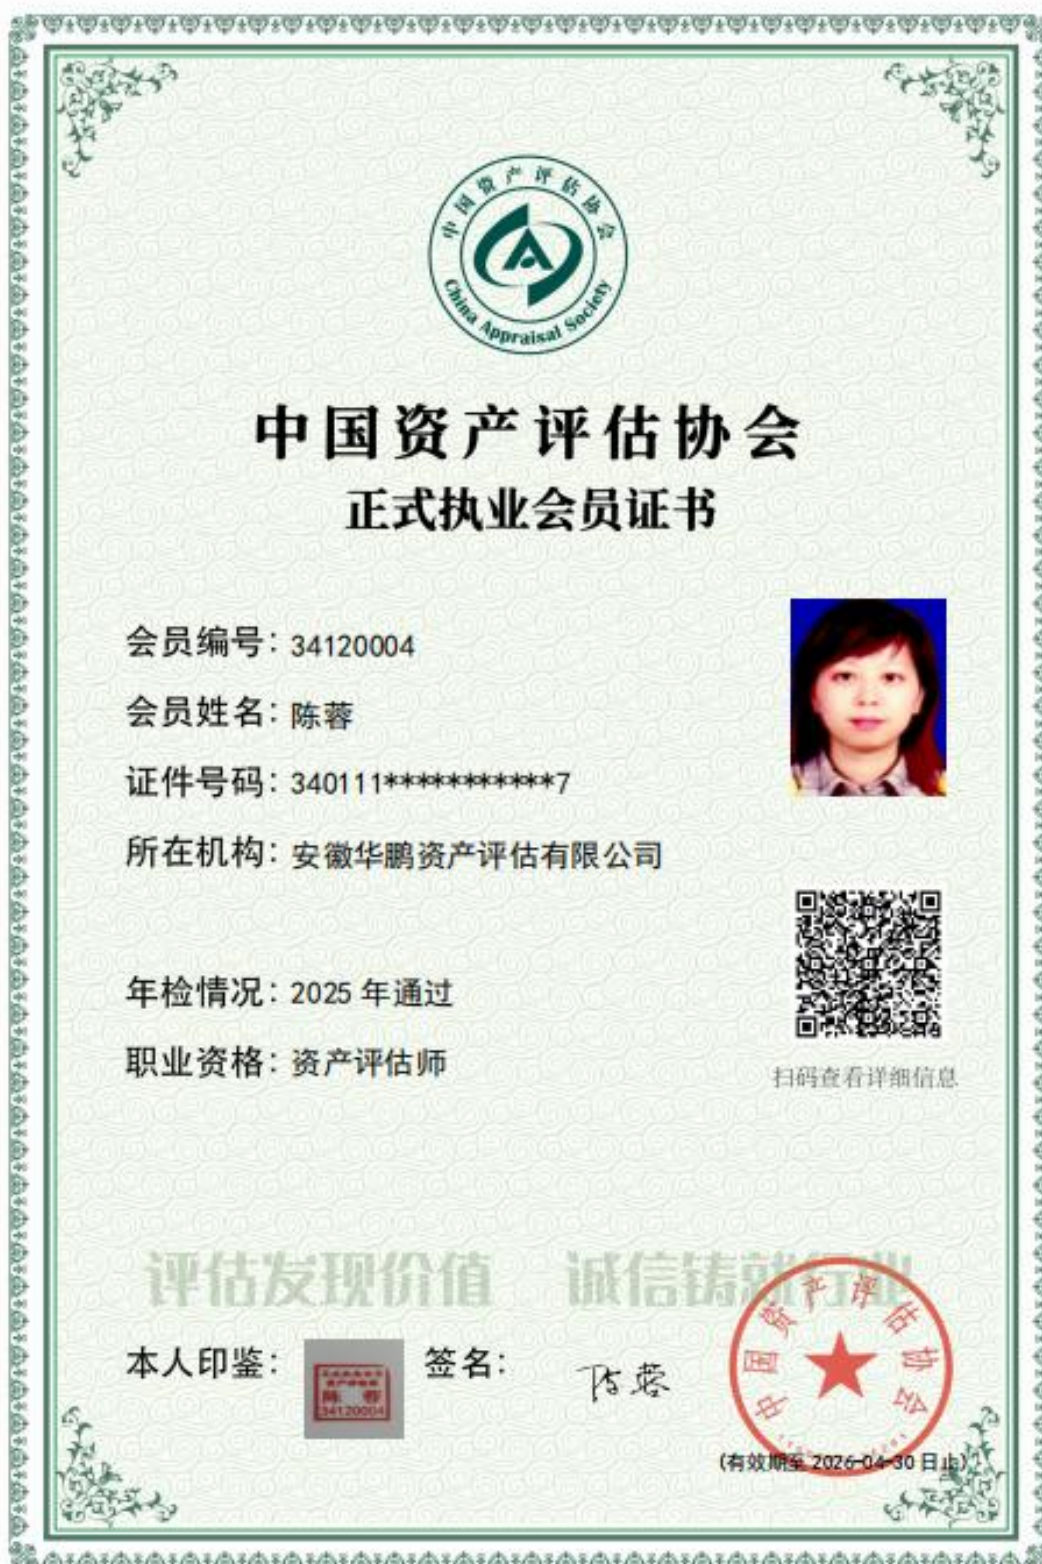 中国资产评估协会
China Appraisal Society
中国资产评估协会
正式执业会员证书
会员编号：34120004
会员姓名：陈蓉
证件号码：340111***********7
所在机构：安徽华鹏资产评估有限公司
年检情况：2025 年通过
职业资格：资产评估师
扫码查看详细信息
评估发现价值 诚信铸就行业
本人印鉴：
陈蓉
34120004
签名：
陈蓉
中国资产评估协会
(有效期至 2026-04-30 日止)